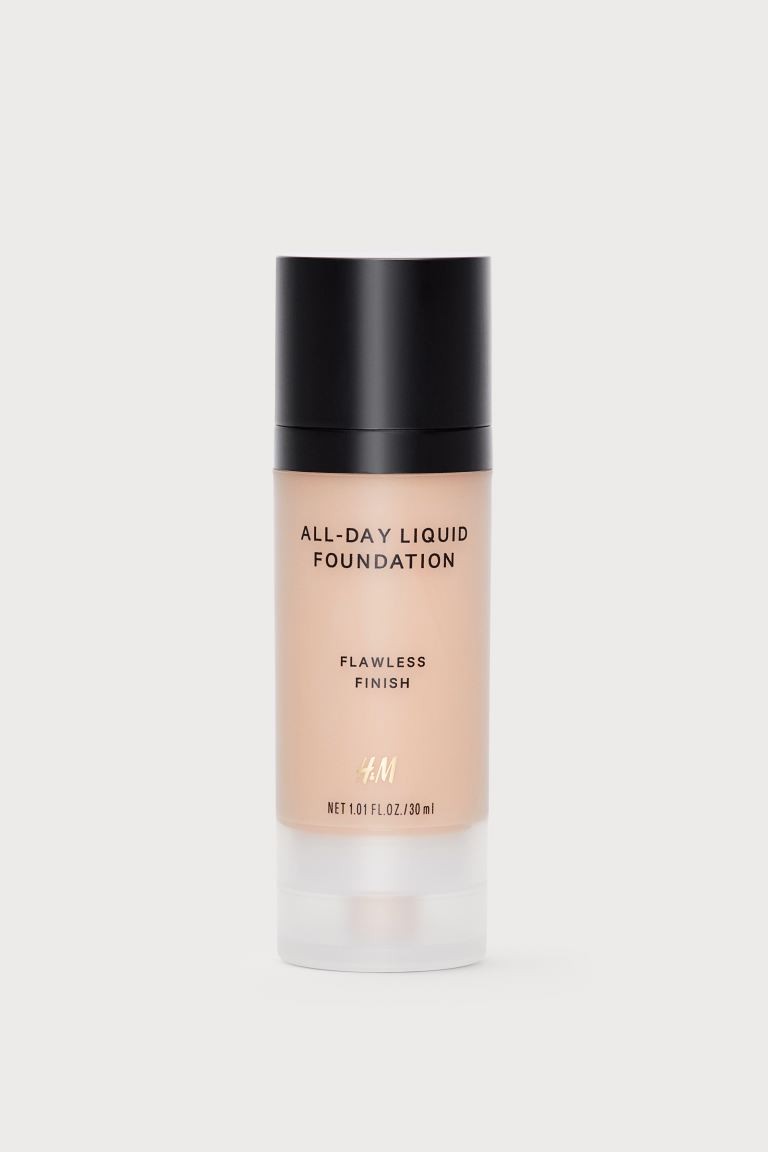 ALL-DAY LIQUID
FOUNDATION
FLAWLESS
FINISH
H&M
NET 1.01 FL.OZ./30 ml